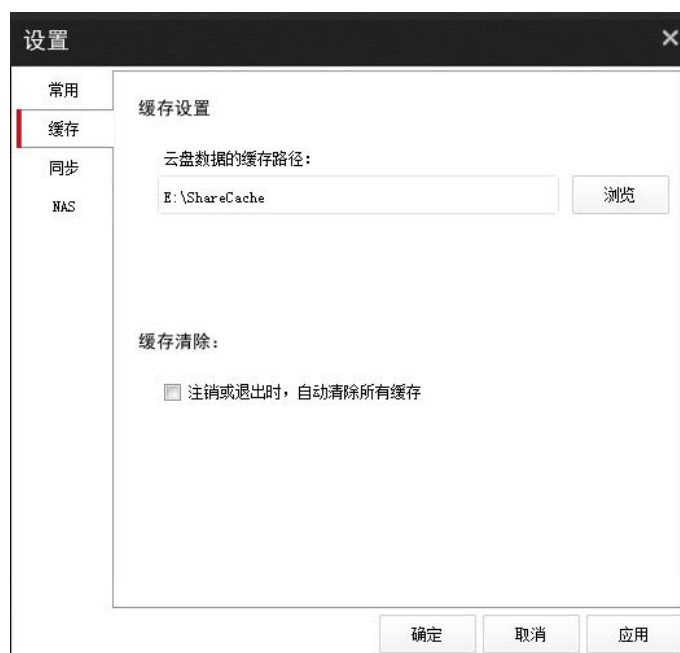 设置
常用
缓存
同步
NAS
缓存设置
云盘数据的缓存路径：
E:\ShareCache
浏览
缓存清除：
注销或退出时，自动清除所有缓存
确定
取消
应用